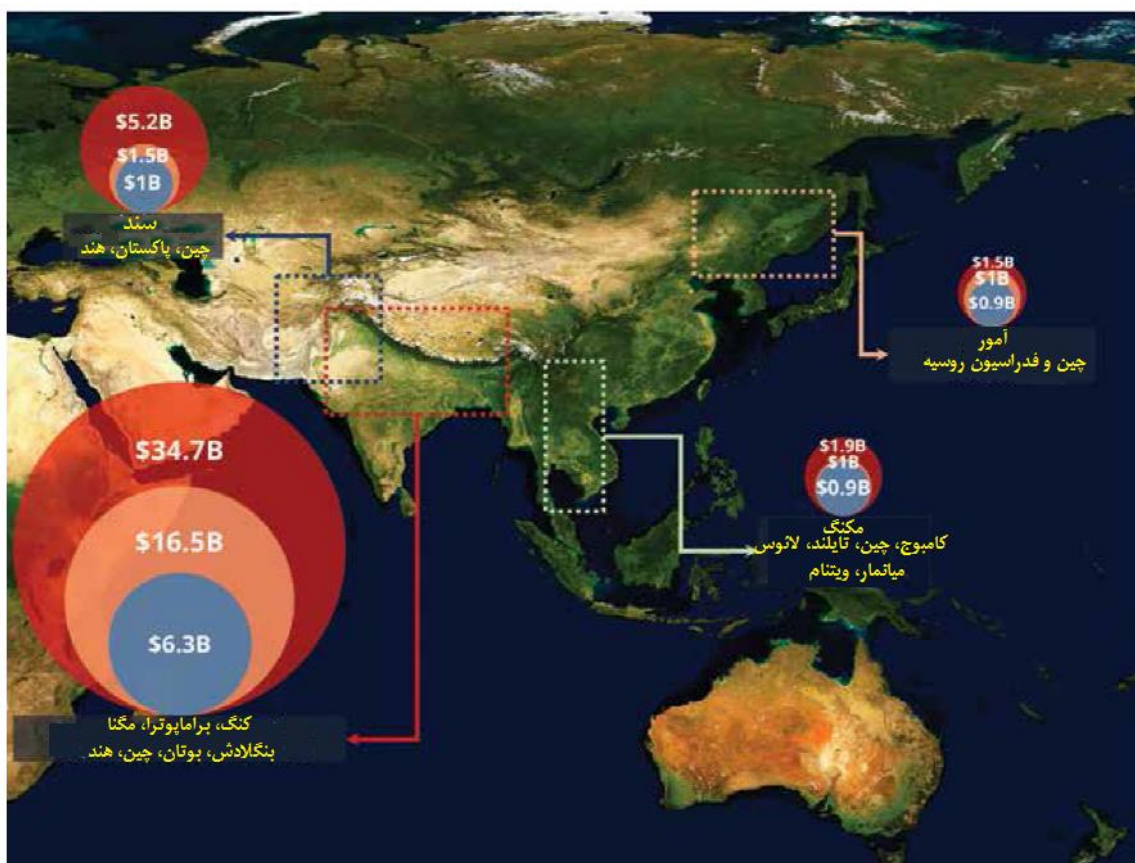 $5.2B
$1.5B
$1B
سند
چین، پاکستان، هند
$1.5B
$1B
$0.9B
آمور
چین و فدراسیون روسیه
$34.7B
$16.5B
$6.3B
کنگ، براماپوترا، مگنا
بنگلادش، بوتان، چین، هند
$1.9B
$1B
$0.9B
مکنگ
کامبوج، چین، تایلند، لائوس
میانمار، ویتنام